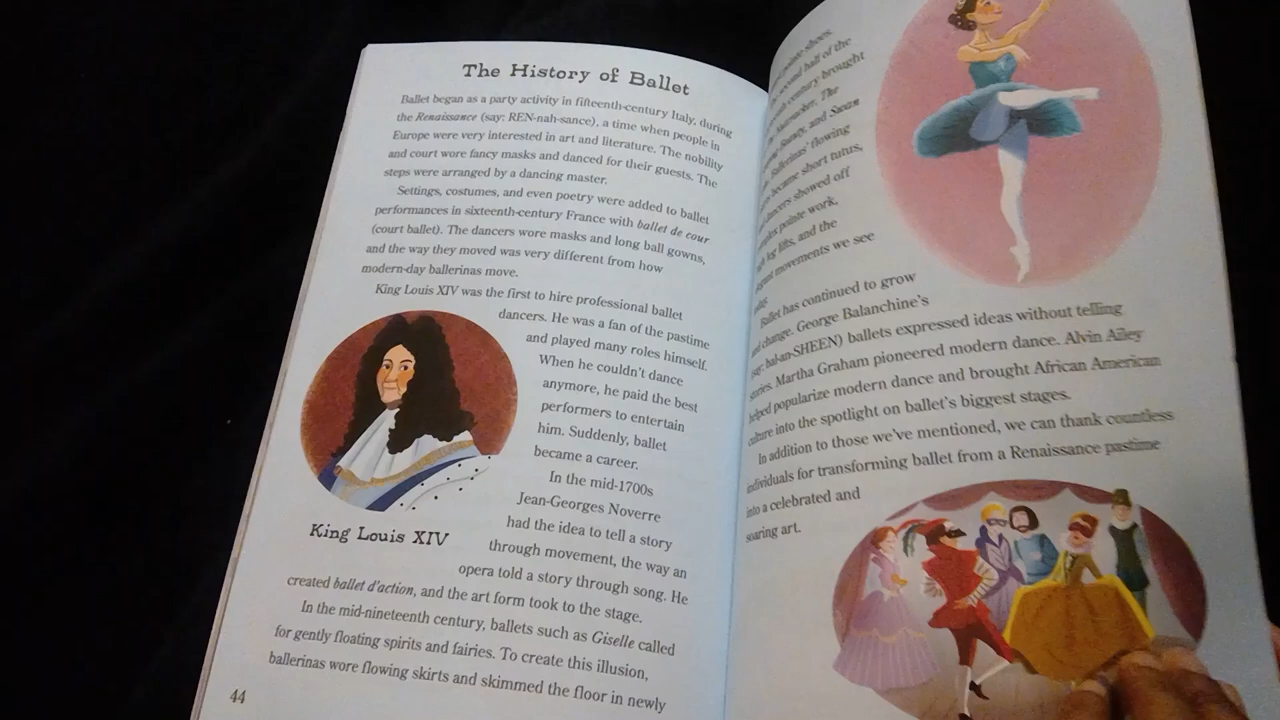 The History of Ballet
Ballet began as a party activity in fifteenth-century Italy, during
the Renaissance (say: REN-nah-sance), a time when people in
Europe were very interested in art and literature. The nobility
and court wore fancy masks and danced for their guests. The
steps were arranged by a dancing master.
Settings, costumes, and even poetry were added to ballet
performances in sixteenth-century France with ballet de cour
(court ballet). The dancers wore masks and long ball gowns,
and the way they moved was very different from how
modern-day ballerinas move.
King Louis XIV was the first to hire professional ballet
dancers. He was a fan of the pastime
and played many roles himself.
When he couldn't dance
anymore, he paid the best
performers to entertain
him. Suddenly, ballet
became a career.
In the mid-1700s
Jean-Georges Noverre
had the idea to tell a story
through movement, the way an
opera told a story through song. He
created ballet d'action, and the art form took to the stage.
King Louis XIV
In the mid-nineteenth century, ballets such as Giselle called
for gently floating spirits and fairies. To create this illusion,
ballerinas wore flowing skirts and skimmed the floor in newly
44
pointe shoes.
second half of the
century brought
Nutcracker, The
Beauty, and Swan
Ballerinas' flowing
became short tutus,
dancers showed off
pointe work,
leg lifts, and the
movements we see
Ballet has continued to grow
and change. George Balanchine's
(say: bal-an-SHEEN) ballets expressed ideas without telling
stories. Martha Graham pioneered modern dance. Alvin Ailey
helped popularize modern dance and brought African American
culture into the spotlight on ballet's biggest stages.
In addition to those we've mentioned, we can thank countless
individuals for transforming ballet from a Renaissance pastime
into a celebrated and
soaring art.